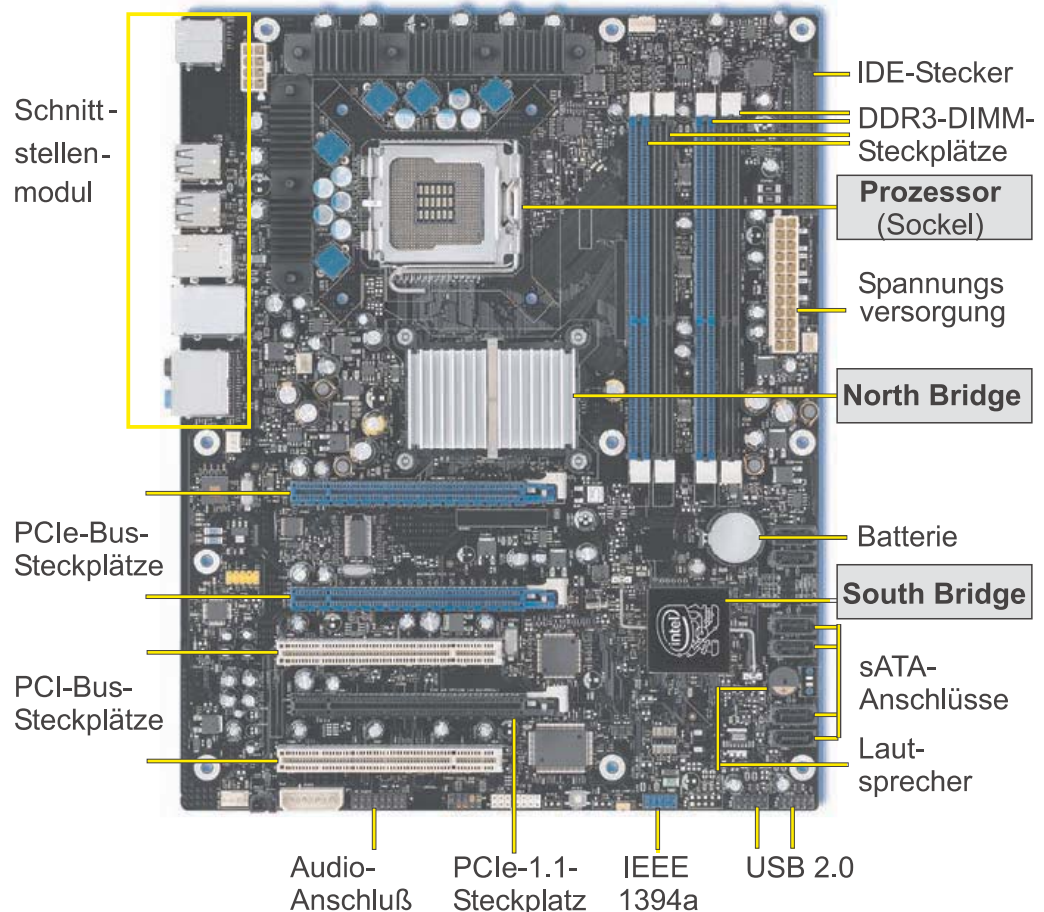 Schnitt-
stellen-
modul
IDE-Stecker
DDR3-DIMM-
Steckplätze
Prozessor
(Sockel)
Spannungs
versorgung
North Bridge
PCIe-Bus-
Steckplätze
Batterie
South Bridge
intel
PCI-Bus-
Steckplätze
sATA-
Anschlüsse
Laut-
sprecher
Audio-
Anschluß
PCIe-1.1-
Steckplatz
IEEE
1394a
USB 2.0